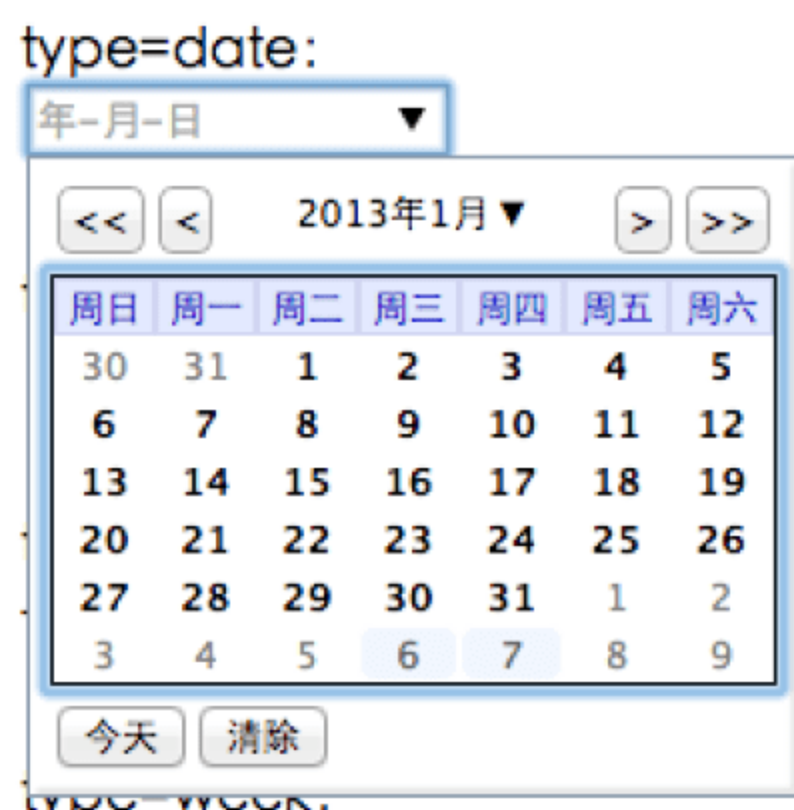 type=date:
年-月-日 ▼
<< < 2013年1月▼ > >>
周日 周一 周二 周三 周四 周五 周六
30 31 1 2 3 4 5
6 7 8 9 10 11 12
13 14 15 16 17 18 19
20 21 22 23 24 25 26
27 28 29 30 31 1 2
3 4 5 6 7 8 9
今天 清除
type=week: